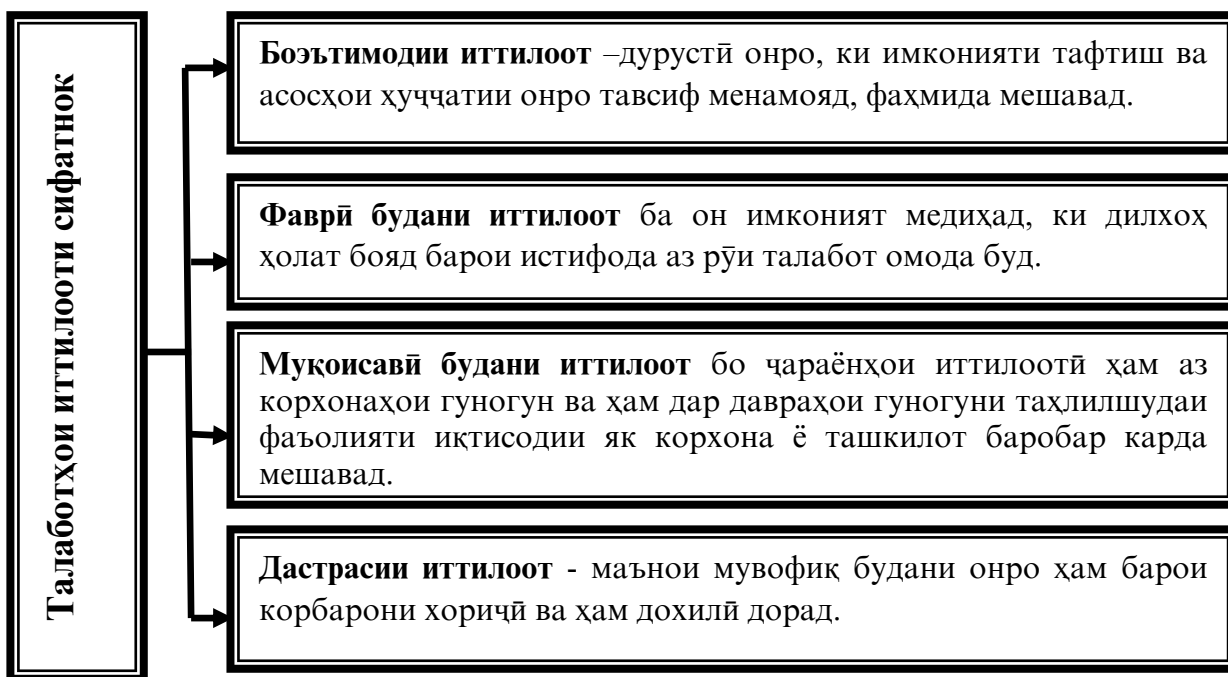 Талаботҳои иттилооти сифатнок
Боэътимодии иттилоот –дурустӣ онро, ки имконияти тафтиш ва
асосҳои ҳуҷҷатии онро тавсиф менамояд, фаҳмида мешавад.
Фаврӣ будани иттилоот ба он имконият медиҳад, ки дилхоҳ
ҳолат бояд барои истифода аз рӯи талабот омода буд.
Муқоисавӣ будани иттилоот бо ҷараёнҳои иттилоотӣ ҳам аз
корхонаҳои гуногун ва ҳам дар давраҳои гуногуни таҳлилшудаи
фаъолияти иқтисодии як корхона ё ташкилот баробар карда
мешавад.
Дастрасии иттилоот - маънои мувофиқ будани онро ҳам барои
корбарони хориҷӣ ва ҳам дохилӣ дорад.